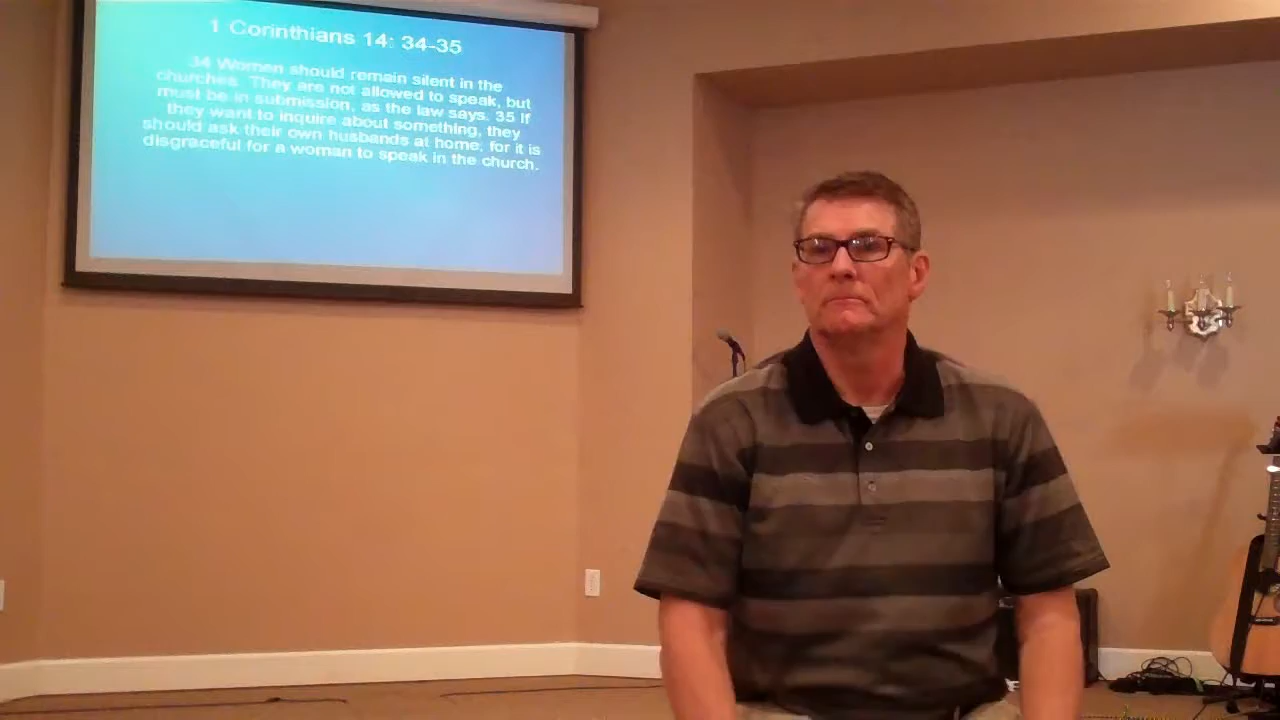 1 Corinthians 14: 34-35
34 Women should remain silent in the
churches. They are not allowed to speak, but
must be in submission, as the law says. 35 If
they want to inquire about something, they
should ask their own husbands at home; for it is
disgraceful for a woman to speak in the church.